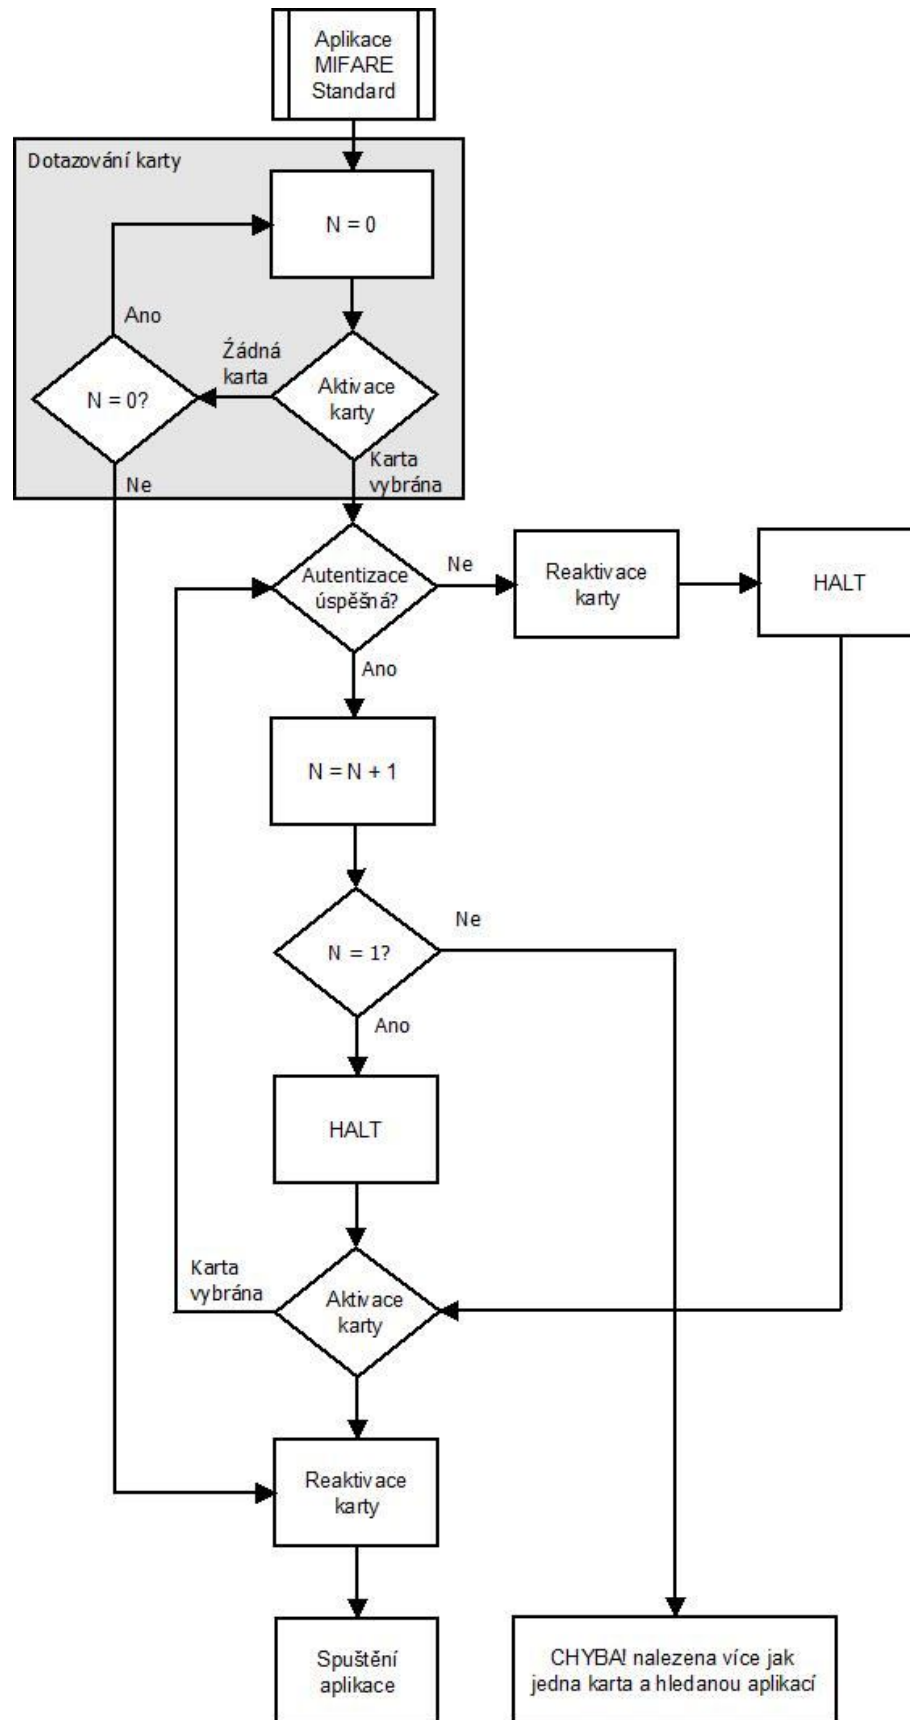 Aplikace
MIFARE
Standard
Dotazování karty
N = 0
Ano
Źádná
karta
N = 0?
Aktivace
karty
Ne
Karta
vybrána
Autentizace
úspěšná?
Ne
Reaktivace
karty
HALT
Ano
N = N + 1
N = 1?
Ne
Ano
HALT
Karta
vybrána
Aktivace
karty
Reaktivace
karty
Spuštění
aplikace
CHYBA! nalezena více jak
jedna karta a hledanou aplikací